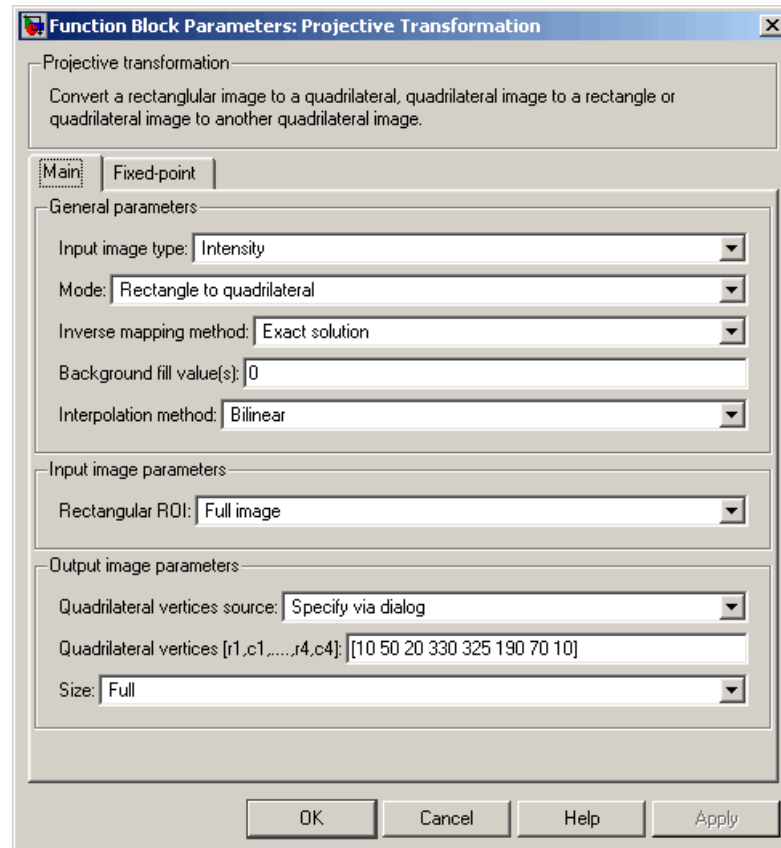 Function Block Parameters: Projective Transformation
Projective transformation
Convert a rectanglular image to a quadrilateral, quadrilateral image to a rectangle or
quadrilateral image to another quadrilateral image.
Main Fixed-point
General parameters
Input image type: Intensity
Mode: Rectangle to quadrilateral
Inverse mapping method: Exact solution
Background fill value(s): 0
Interpolation method: Bilinear
Input image parameters
Rectangular ROI: Full image
Output image parameters
Quadrilateral vertices source: Specify via dialog
Quadrilateral vertices [r1,c1,....,r4,c4]: [10 50 20 330 325 190 70 10]
Size: Full
OK Cancel Help Apply